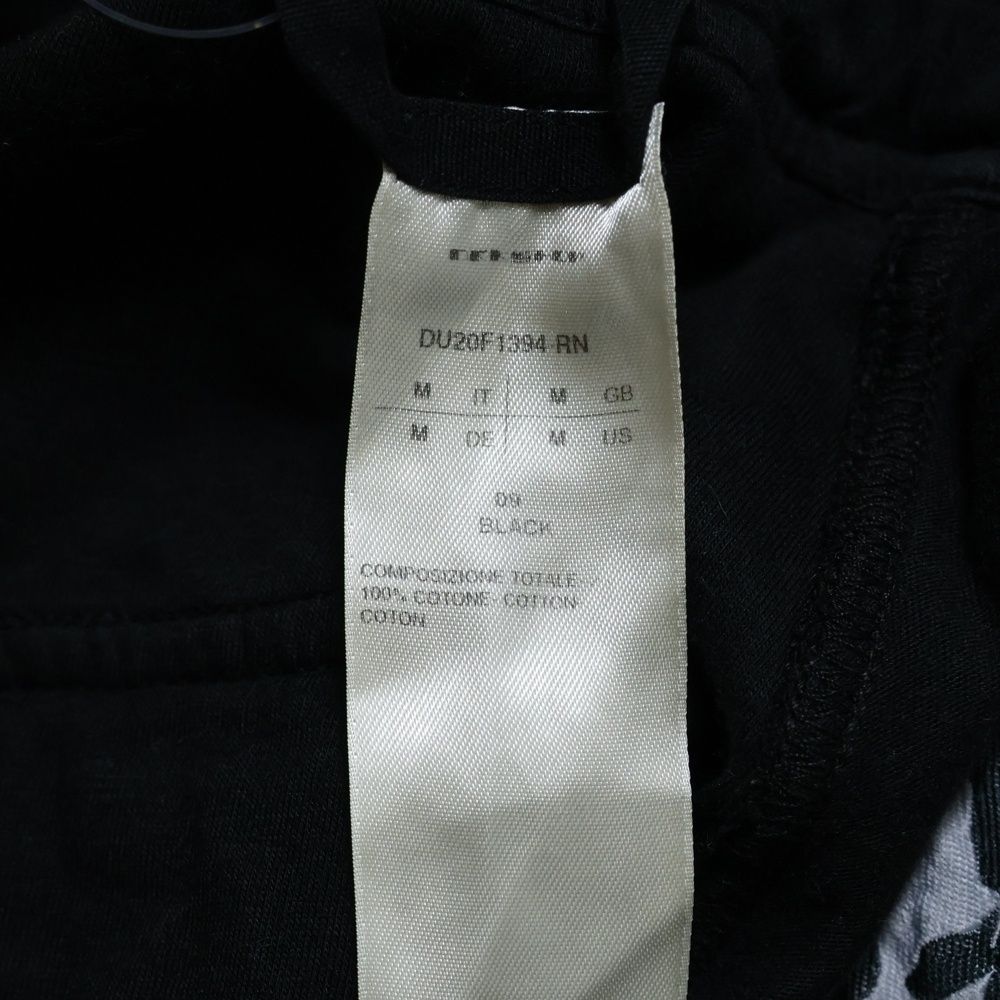 DU20F1394 RN
M IT M GB
M DE M US
09
BLACK
COMPOSIZIONE TOTALE
100% COTONE- COTTON-
COTON